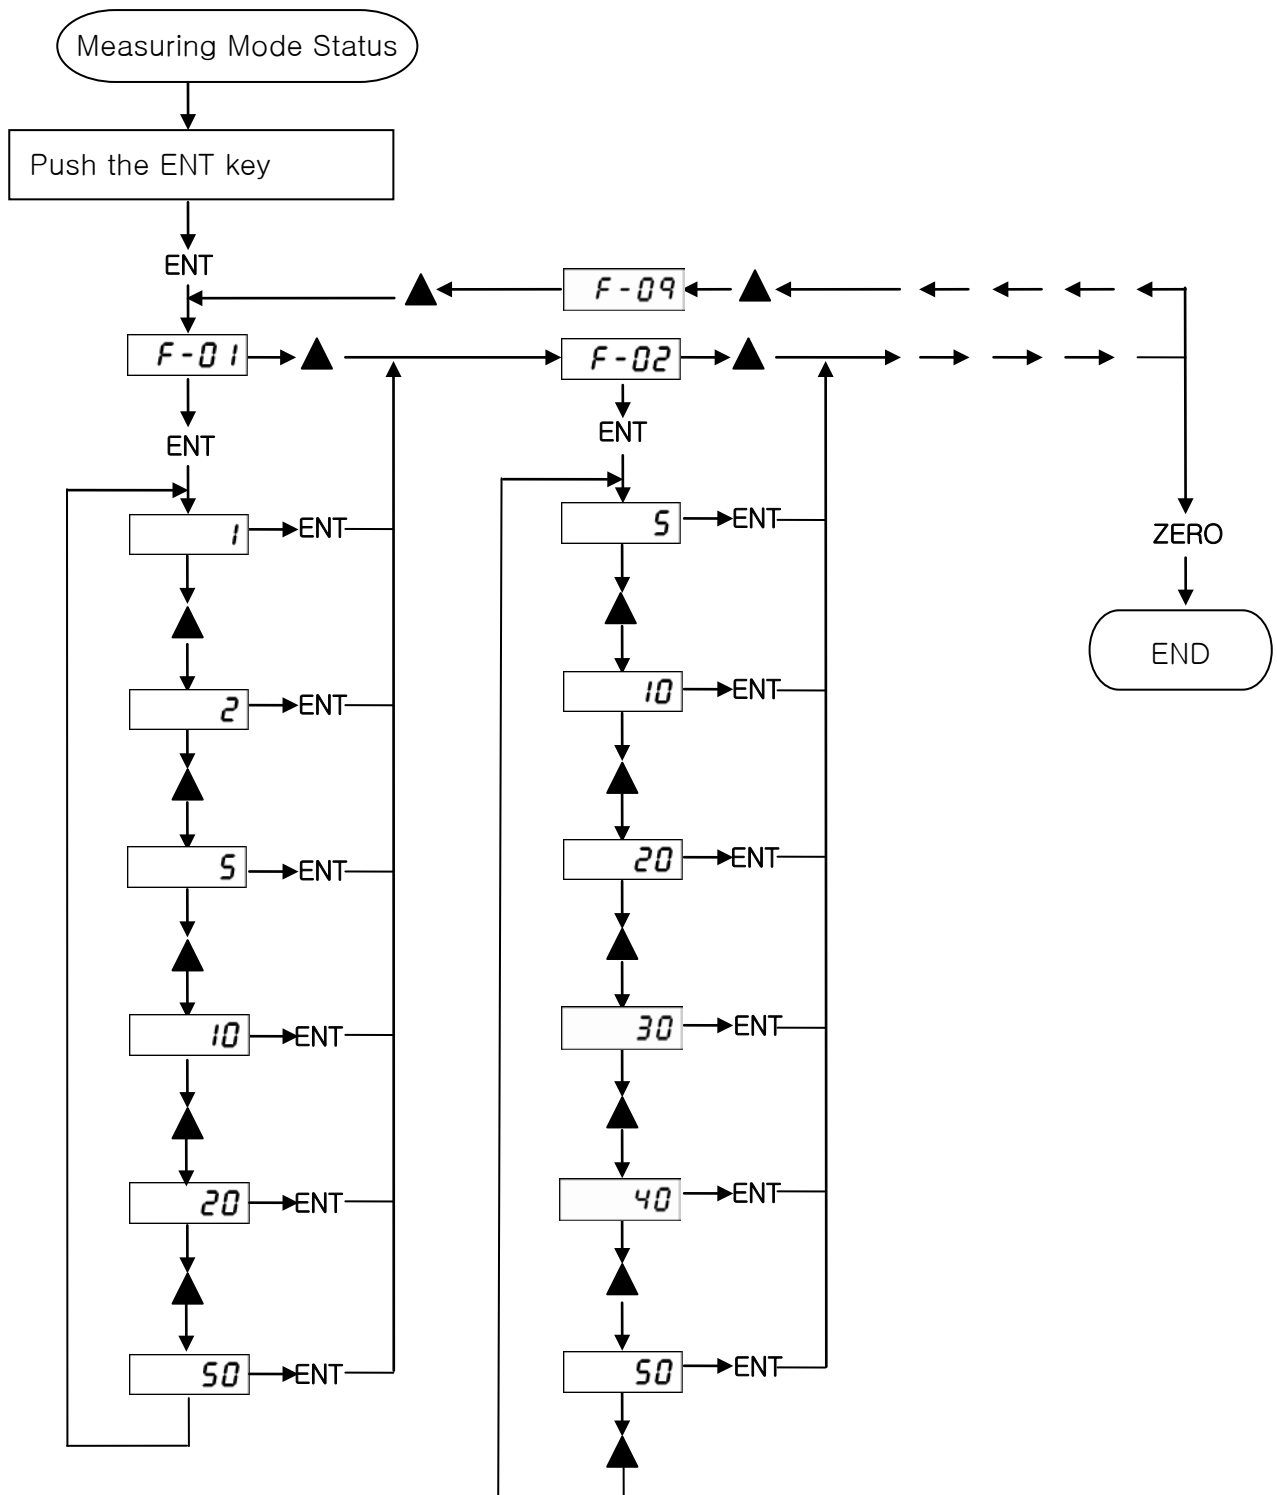 Measuring Mode Status
Push the ENT key
ENT
F-09
F-01
F-02
ENT
ENT
1 ENT
5 ENT
ZERO
END
2 ENT
10 ENT
5 ENT
20 ENT
10 ENT
30 ENT
20 ENT
40 ENT
50 ENT
50 ENT